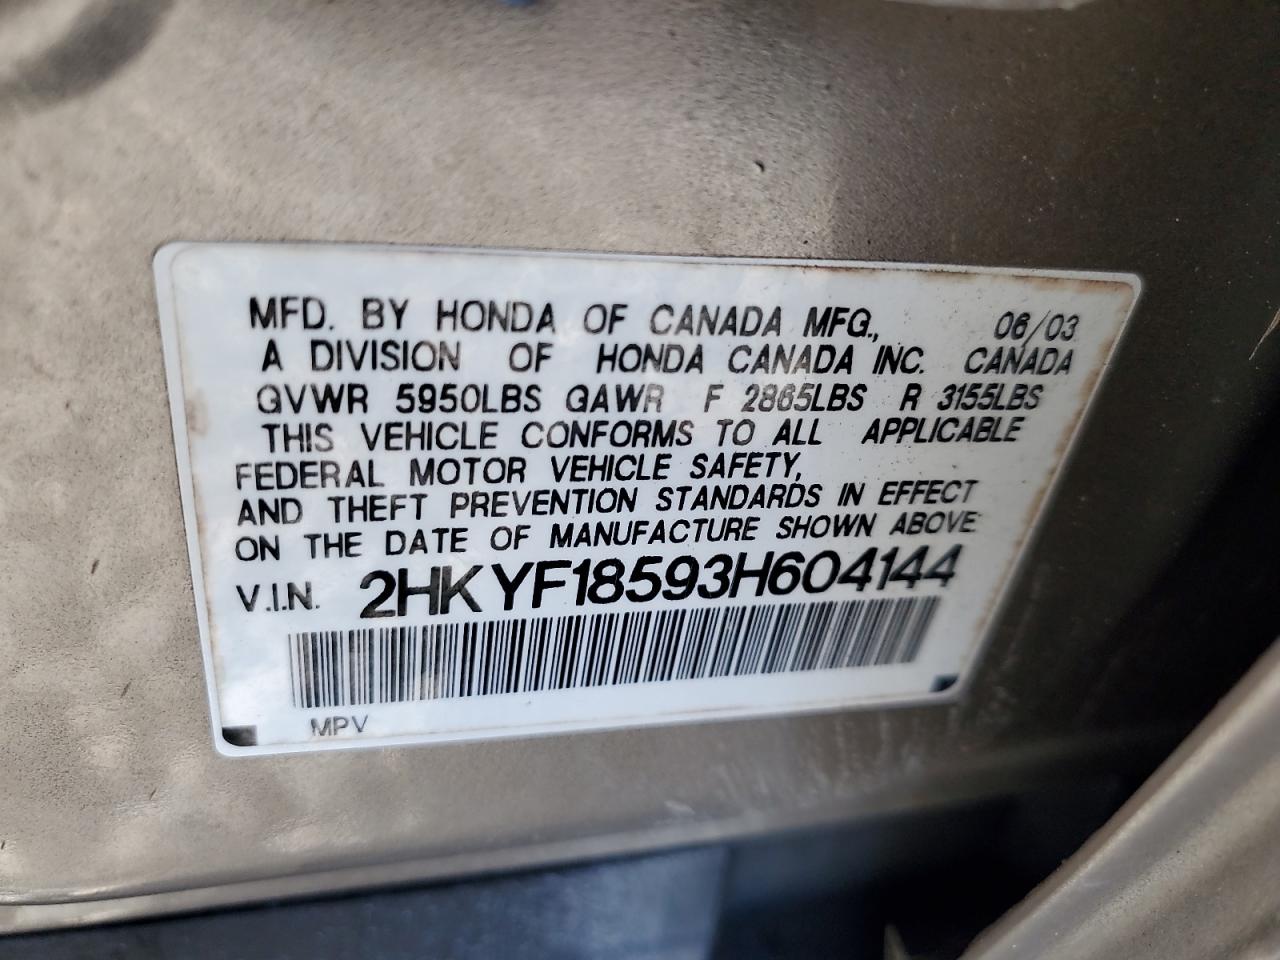 MFD. BY HONDA OF CANADA MFG., 06/03
A DIVISION OF HONDA CANADA INC. CANADA
GVWR 5950LBS GAWR F 2865LBS R 3155LBS
THIS VEHICLE CONFORMS TO ALL APPLICABLE
FEDERAL MOTOR VEHICLE SAFETY,
AND THEFT PREVENTION STANDARDS IN EFFECT
ON THE DATE OF MANUFACTURE SHOWN ABOVE
V.I.N. 2HKYF18593H604144
MPV